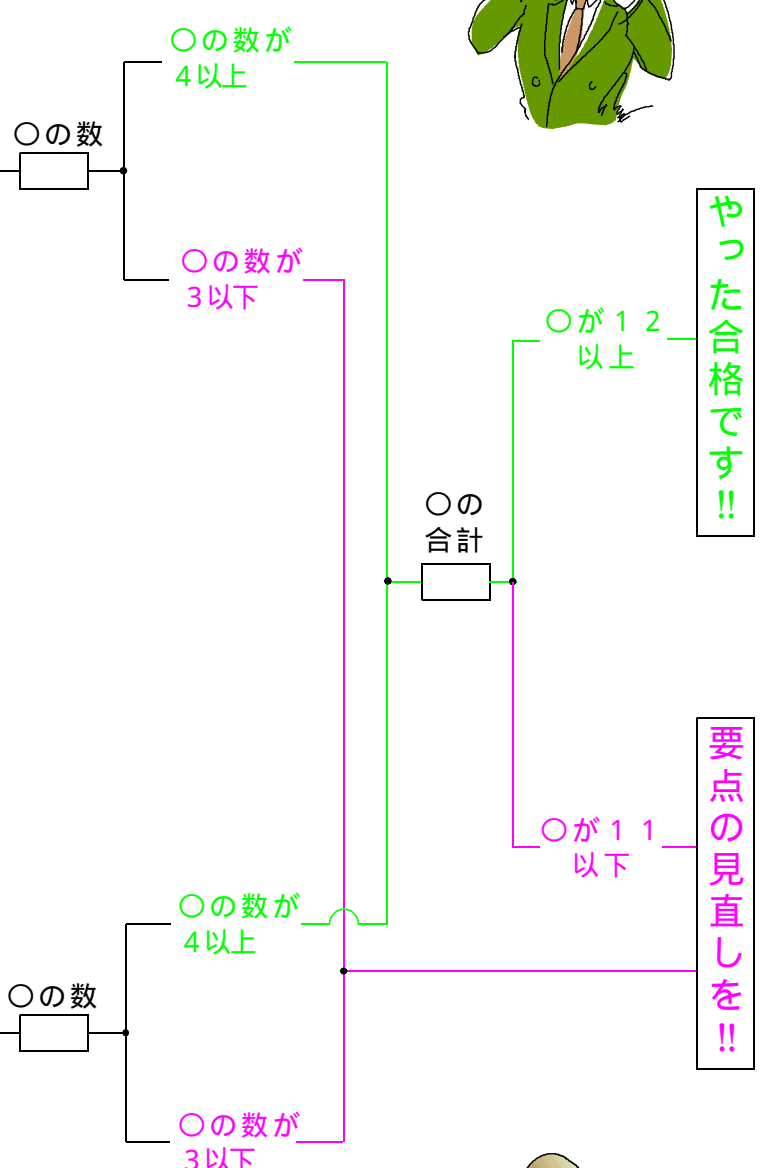 〇の数が
4以上
〇の数
〇の数が
3以下
やった合格です!!
〇が12
以上
〇の
合計
要点の見直しを!!
〇が11
以下
〇の数が
4以上
〇の数
〇の数が
3以下